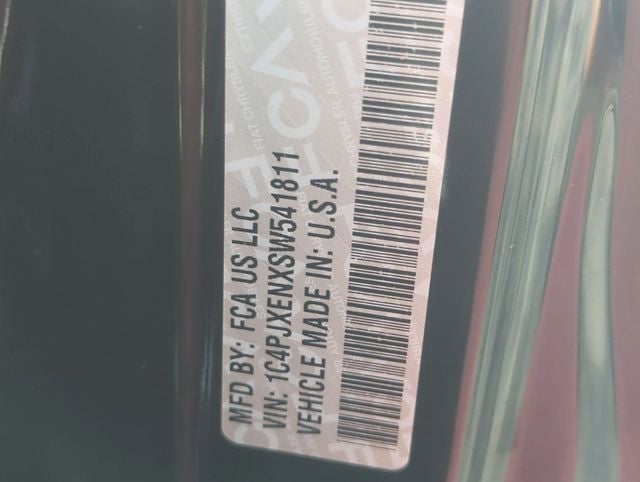 MFD BY: FCA US LLC
VIN: 1C4PJXENXSW541811
VEHICLE MADE IN: U.S.A.